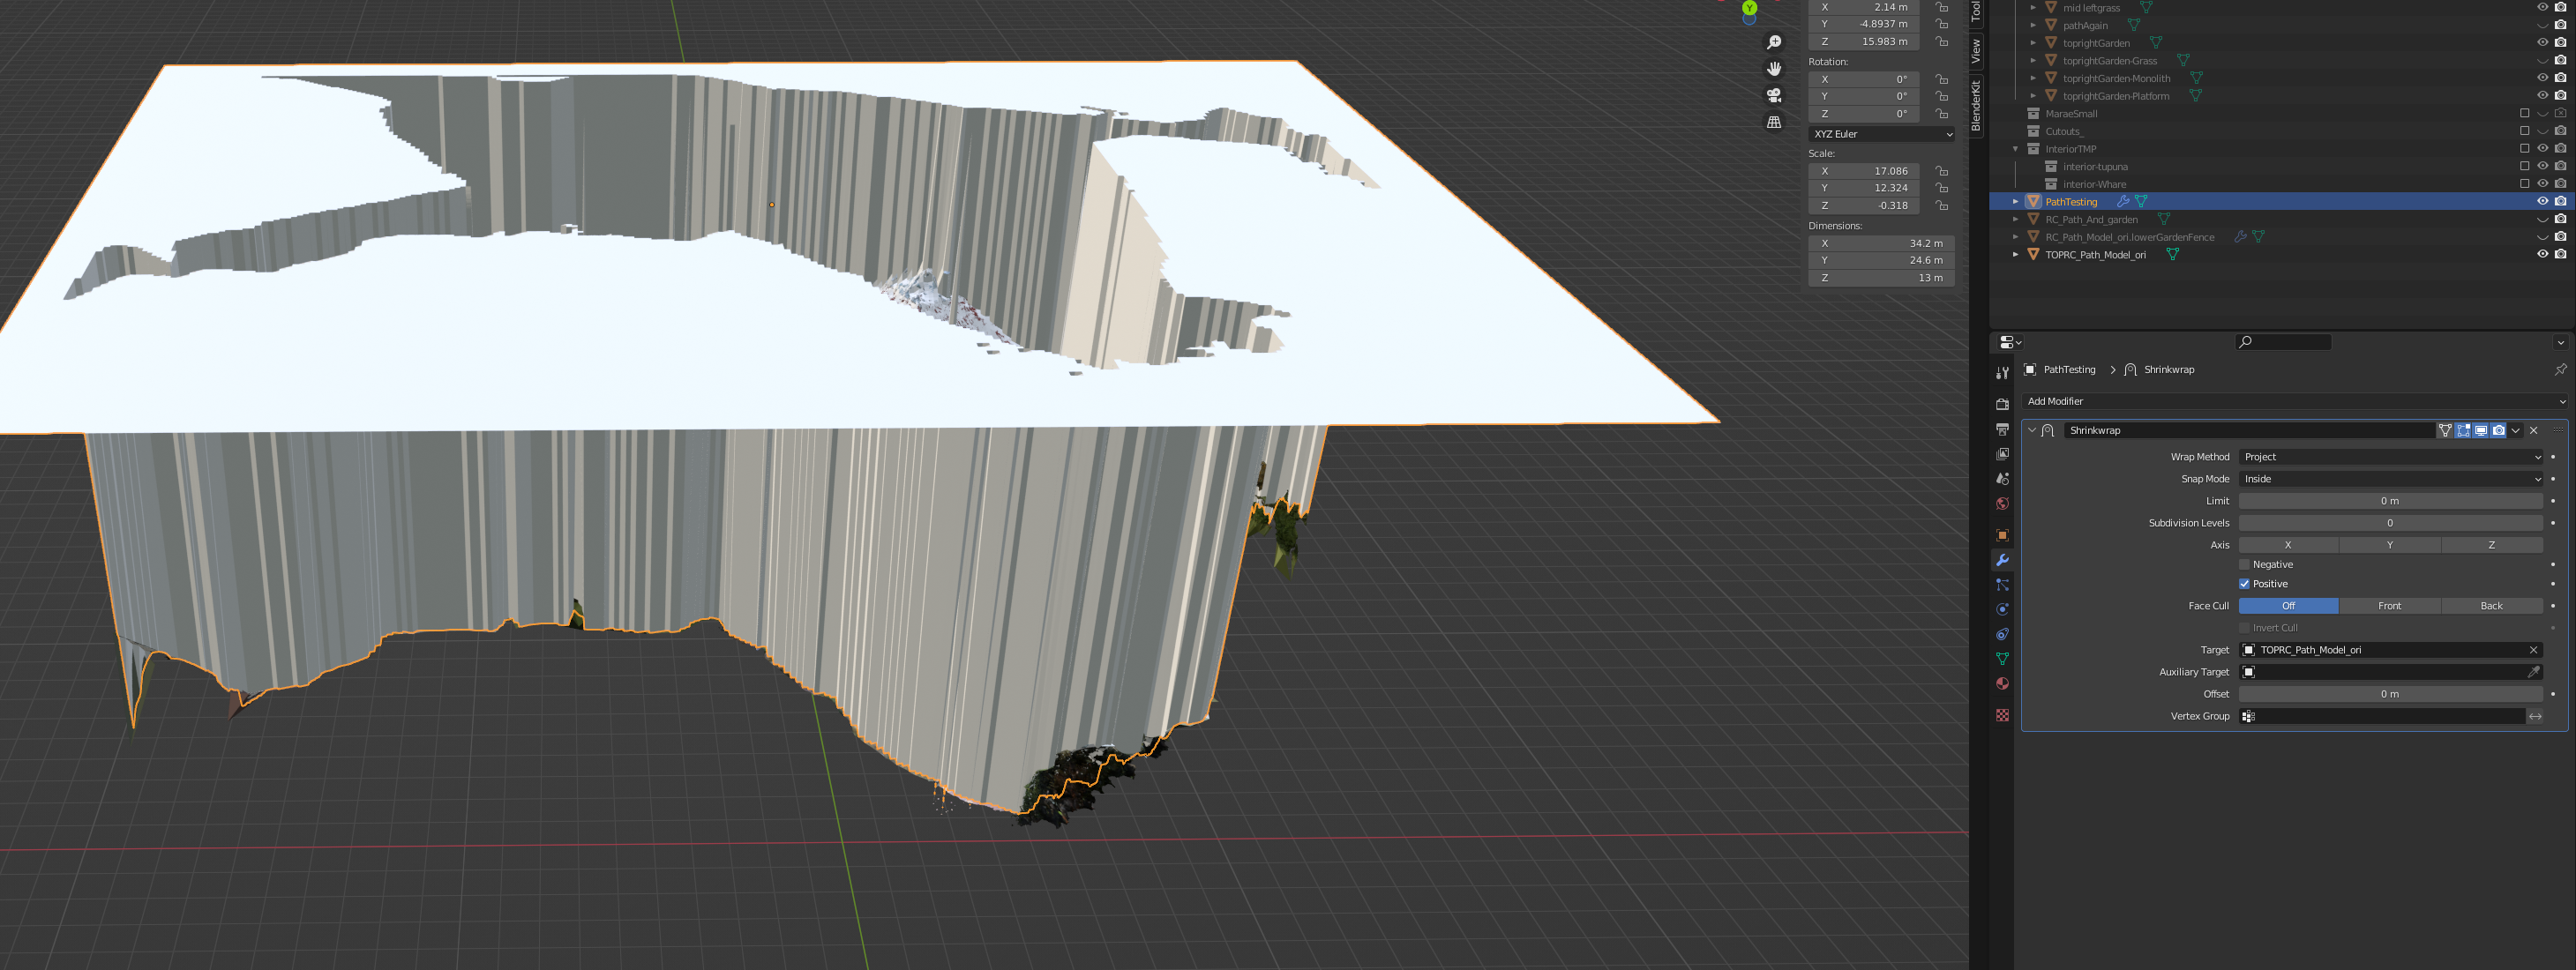 Y
X 2.14 m
Y -4.8937 m
Z 15.983 m
Rotation:
X 0°
Y 0°
Z 0°
XYZ Euler
Scale:
X 17.086
Y 12.324
Z -0.318
Dimensions:
X 34.2 m
Y 24.6 m
Z 13 m
Tool
View
BlenderKit
mid leftgrass
pathAgain
toprightGarden
toprightGarden-Grass
toprightGarden-Monolith
toprightGarden-Platform
MaraeSmall
Cutouts_
InteriorTMP
interior-tupuna
interior-Whare
PathTesting
RC_Path_And_garden
RC_Path_Model_ori.lowerGardenFence
TOPRC_Path_Model_ori
PathTesting > Shrinkwrap
Add Modifier
Shrinkwrap
Wrap Method Project
Snap Mode Inside
Limit 0 m
Subdivision Levels 0
Axis X Y Z
Negative
Positive
Face Cull Off Front Back
Invert Cull
Target TOPRC_Path_Model_ori
Auxiliary Target
Offset 0 m
Vertex Group